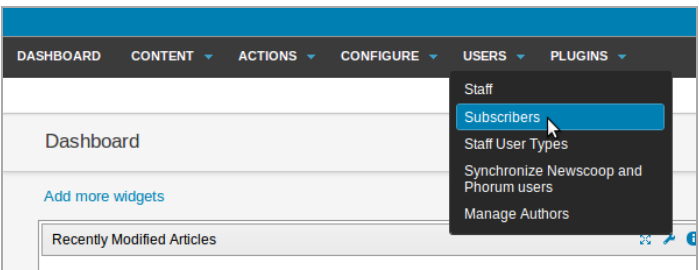 DASHBOARD CONTENT ACTIONS CONFIGURE USERS PLUGINS
Staff
Subscribers
Staff User Types
Synchronize Newscoop and
Phorum users
Manage Authors
Dashboard
Add more widgets
Recently Modified Articles